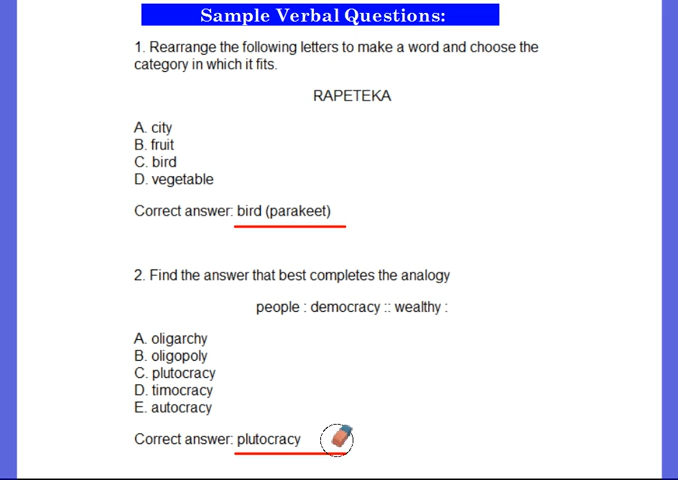 Sample Verbal Questions:
1. Rearrange the following letters to make a word and choose the
category in which it fits.
RAPETEKA
A. city
B. fruit
C. bird
D. vegetable
Correct answer: bird (parakeet)
2. Find the answer that best completes the analogy
people : democracy :: wealthy :
A. oligarchy
B. oligopoly
C. plutocracy
D. timocracy
E. autocracy
Correct answer: plutocracy